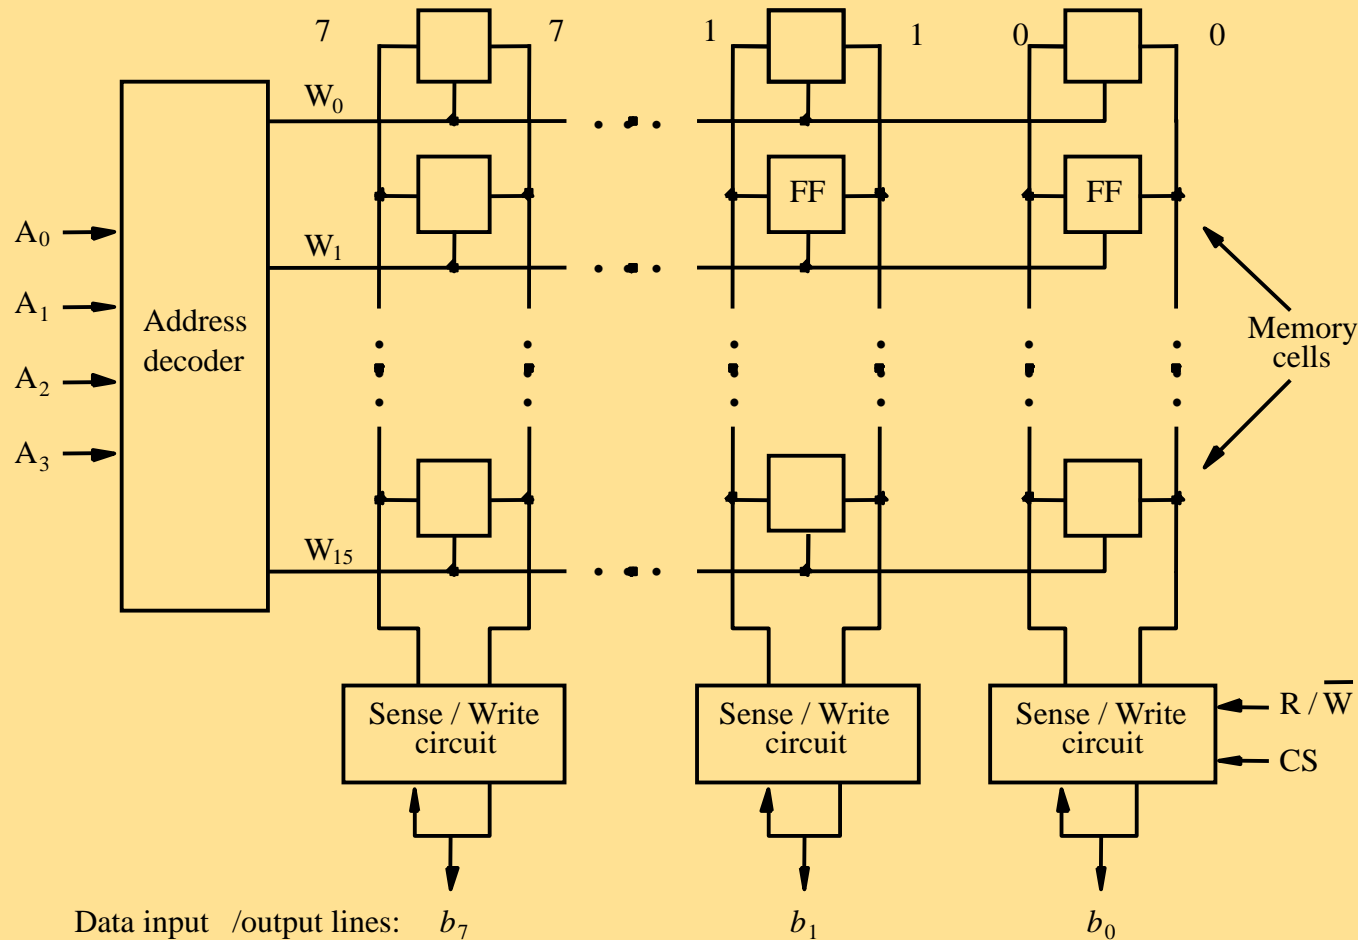 7 7 1 1 0 0
W0
FF FF
A0
W1
A1
Address
decoder
Memory
cells
A2
A3
W15
Sense / Write
circuit
Sense / Write
circuit
Sense / Write
circuit
R / W̅
CS
Data input /output lines: b7 b1 b0